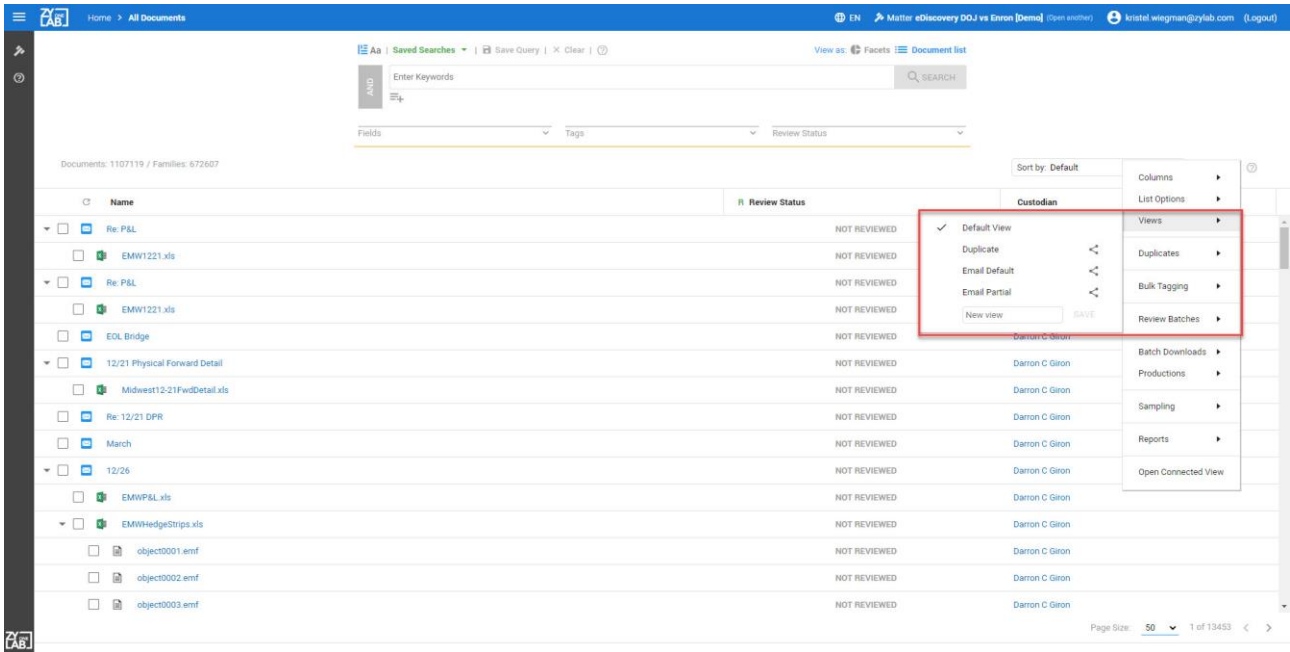 ZYLAB ONE Home > All Documents EN Matter eDiscovery DOJ vs Enron [Demo] (Open another) kristel.wiegman@zylab.com (Logout)
Aa | Saved Searches | Save Query | × Clear | View as: Facets Document list
AND Enter Keywords SEARCH
Fields Tags Review Status
Documents: 1107119 / Families: 672607 Sort by: Default
Columns
Name R Review Status Custodian List Options
Re: P&L NOT REVIEWED Default View Views
EMW1221.xls NOT REVIEWED Duplicate Duplicates
Re: P&L NOT REVIEWED Email Default Bulk Tagging
EMW1221.xls NOT REVIEWED Email Partial
New view SAVE Review Batches
EOL Bridge NOT REVIEWED Darron C Giron
12/21 Physical Forward Detail NOT REVIEWED Darron C Giron Batch Downloads
Productions
Midwest12-21FwdDetail.xls NOT REVIEWED Darron C Giron
Re: 12/21 DPR NOT REVIEWED Darron C Giron Sampling
March NOT REVIEWED Darron C Giron Reports
12/26 NOT REVIEWED Darron C Giron Open Connected View
EMWP&L.xls NOT REVIEWED Darron C Giron
EMWHedgeStrips.xls NOT REVIEWED Darron C Giron
object0001.emf NOT REVIEWED Darron C Giron
object0002.emf NOT REVIEWED Darron C Giron
object0003.emf NOT REVIEWED Darron C Giron
Page Size: 50 1 of 13453 < >
ZYLAB ONE